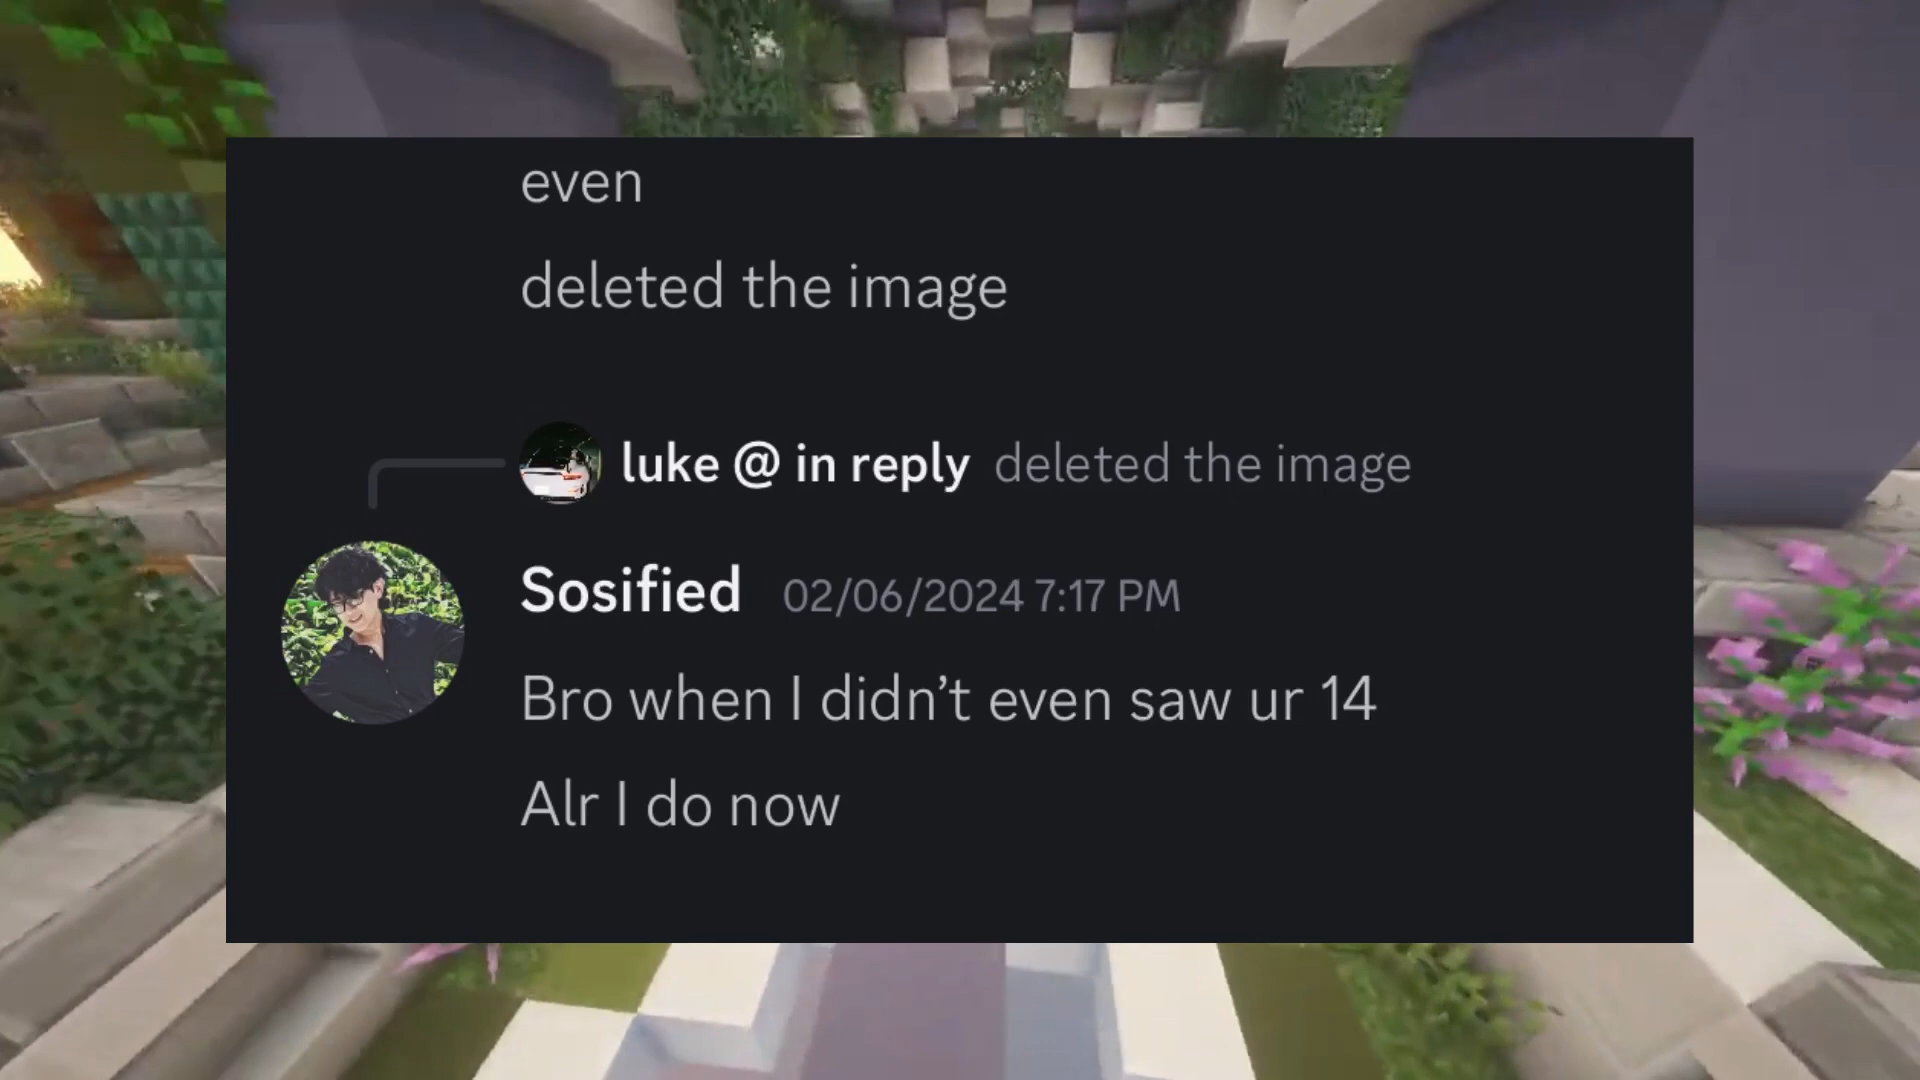 even
deleted the image
luke @ in reply deleted the image
Sosified 02/06/2024 7:17 PM
Bro when I didn’t even saw ur 14
Alr I do now